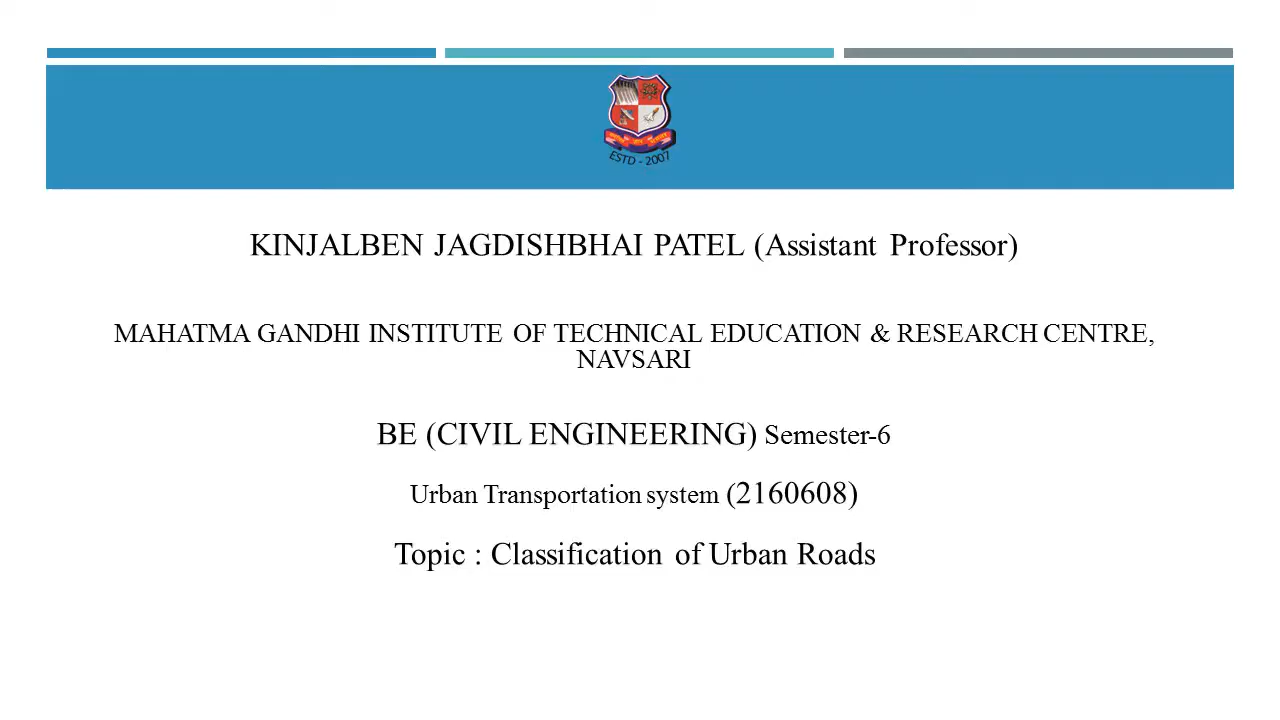 ESTD - 2007
KINJALBEN JAGDISHBHAI PATEL (Assistant Professor)
MAHATMA GANDHI INSTITUTE OF TECHNICAL EDUCATION & RESEARCH CENTRE,
NAVSARI
BE (CIVIL ENGINEERING) Semester-6
Urban Transportation system (2160608)
Topic : Classification of Urban Roads